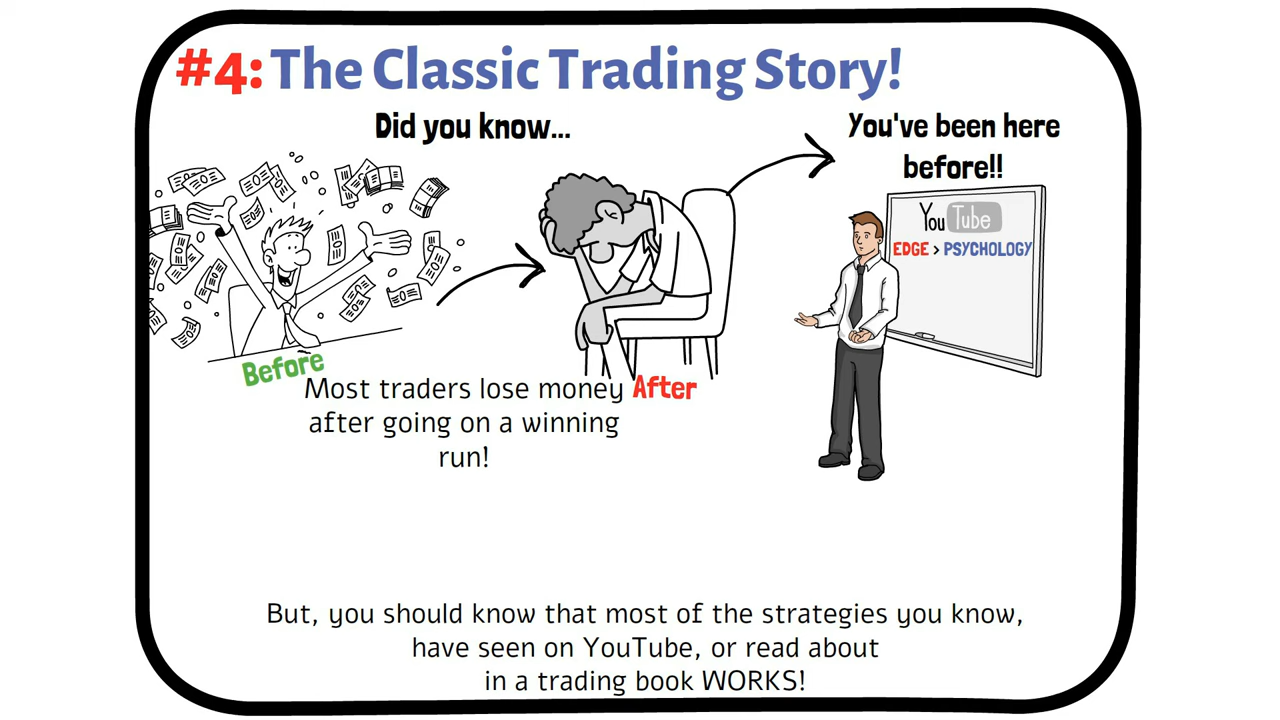 #4: The Classic Trading Story!
Did you know...
You've been here
before!!
YouTube
EDGE > PSYCHOLOGY
Before
After
Most traders lose money
after going on a winning
run!
But, you should know that most of the strategies you know,
have seen on YouTube, or read about
in a trading book WORKS!